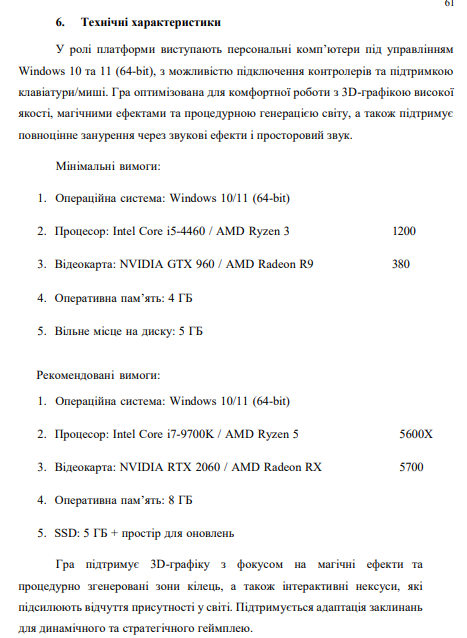 61
6. Технічні характеристики
У ролі платформи виступають персональні комп’ютери під управлінням
Windows 10 та 11 (64-bit), з можливістю підключення контролерів та підтримкою
клавіатури/миші. Гра оптимізована для комфортної роботи з 3D-графікою високої
якості, магічними ефектами та процедурною генерацією світу, а також підтримує
повноцінне занурення через звукові ефекти і просторовий звук.
Мінімальні вимоги:
1. Операційна система: Windows 10/11 (64-bit)
2. Процесор: Intel Core i5-4460 / AMD Ryzen 3 1200
3. Відеокарта: NVIDIA GTX 960 / AMD Radeon R9 380
4. Оперативна пам’ять: 4 ГБ
5. Вільне місце на диску: 5 ГБ
Рекомендовані вимоги:
1. Операційна система: Windows 10/11 (64-bit)
2. Процесор: Intel Core i7-9700K / AMD Ryzen 5 5600X
3. Відеокарта: NVIDIA RTX 2060 / AMD Radeon RX 5700
4. Оперативна пам’ять: 8 ГБ
5. SSD: 5 ГБ + простір для оновлень
Гра підтримує 3D-графіку з фокусом на магічні ефекти та
процедурно згенеровані зони кілець, а також інтерактивні нексуси, які
підсилюють відчуття присутності у світі. Підтримується адаптація заклинань
для динамічного та стратегічного геймплею.